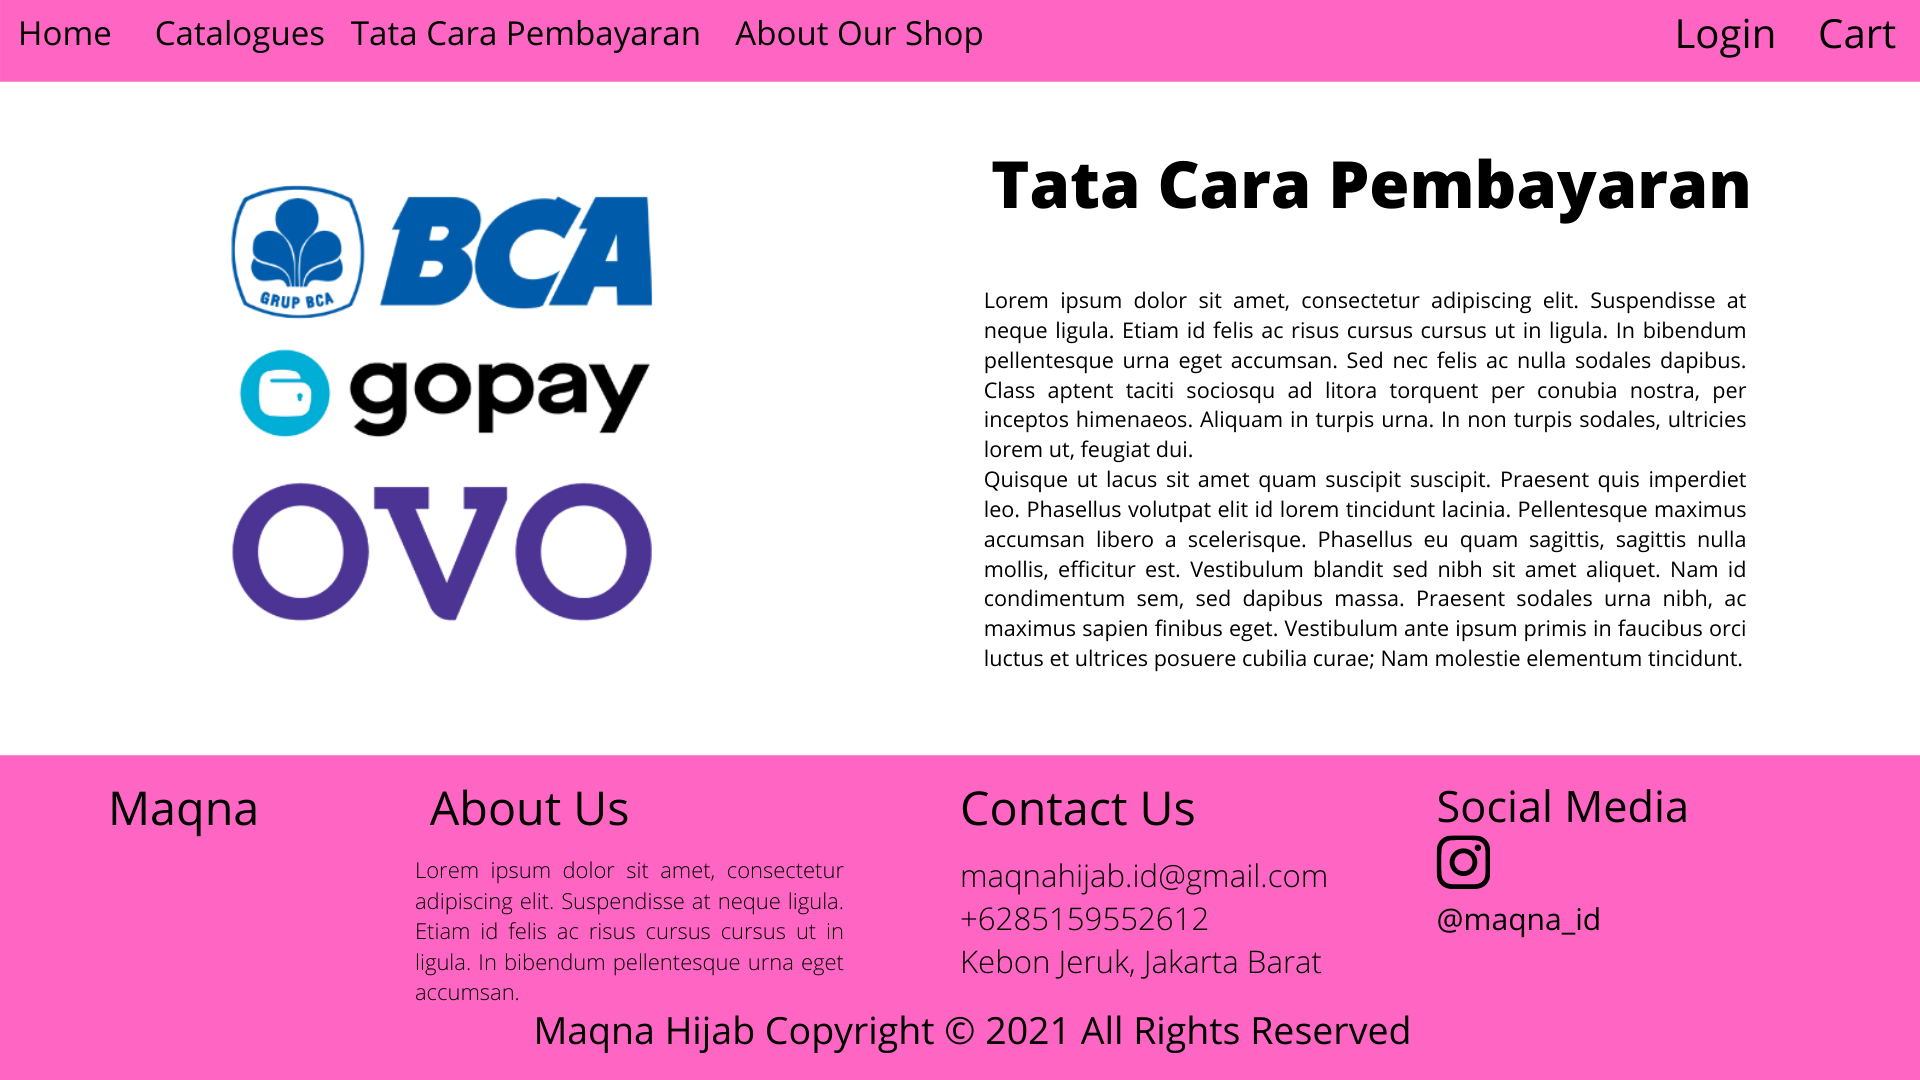 Home Catalogues Tata Cara Pembayaran About Our Shop Login Cart
GRUP BCA
BCA
gopay
OVO
Tata Cara Pembayaran
Lorem ipsum dolor sit amet, consectetur adipiscing elit. Suspendisse at
neque ligula. Etiam id felis ac risus cursus cursus ut in ligula. In bibendum
pellentesque urna eget accumsan. Sed nec felis ac nulla sodales dapibus.
Class aptent taciti sociosqu ad litora torquent per conubia nostra, per
inceptos himenaeos. Aliquam in turpis urna. In non turpis sodales, ultricies
lorem ut, feugiat dui.
Quisque ut lacus sit amet quam suscipit suscipit. Praesent quis imperdiet
leo. Phasellus volutpat elit id lorem tincidunt lacinia. Pellentesque maximus
accumsan libero a scelerisque. Phasellus eu quam sagittis, sagittis nulla
mollis, efficitur est. Vestibulum blandit sed nibh sit amet aliquet. Nam id
condimentum sem, sed dapibus massa. Praesent sodales urna nibh, ac
maximus sapien finibus eget. Vestibulum ante ipsum primis in faucibus orci
luctus et ultrices posuere cubilia curae; Nam molestie elementum tincidunt.
Maqna
About Us
Lorem ipsum dolor sit amet, consectetur
adipiscing elit. Suspendisse at neque ligula.
Etiam id felis ac risus cursus cursus ut in
ligula. In bibendum pellentesque urna eget
accumsan.
Contact Us
maqnahijab.id@gmail.com
+6285159552612
Kebon Jeruk, Jakarta Barat
Social Media
@maqna_id
Maqna Hijab Copyright © 2021 All Rights Reserved